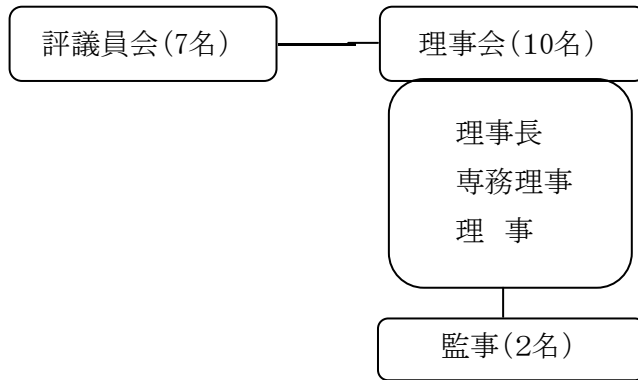 評議員会(7名)
理事会(10名)
理事長
専務理事
理 事
監事(2名)